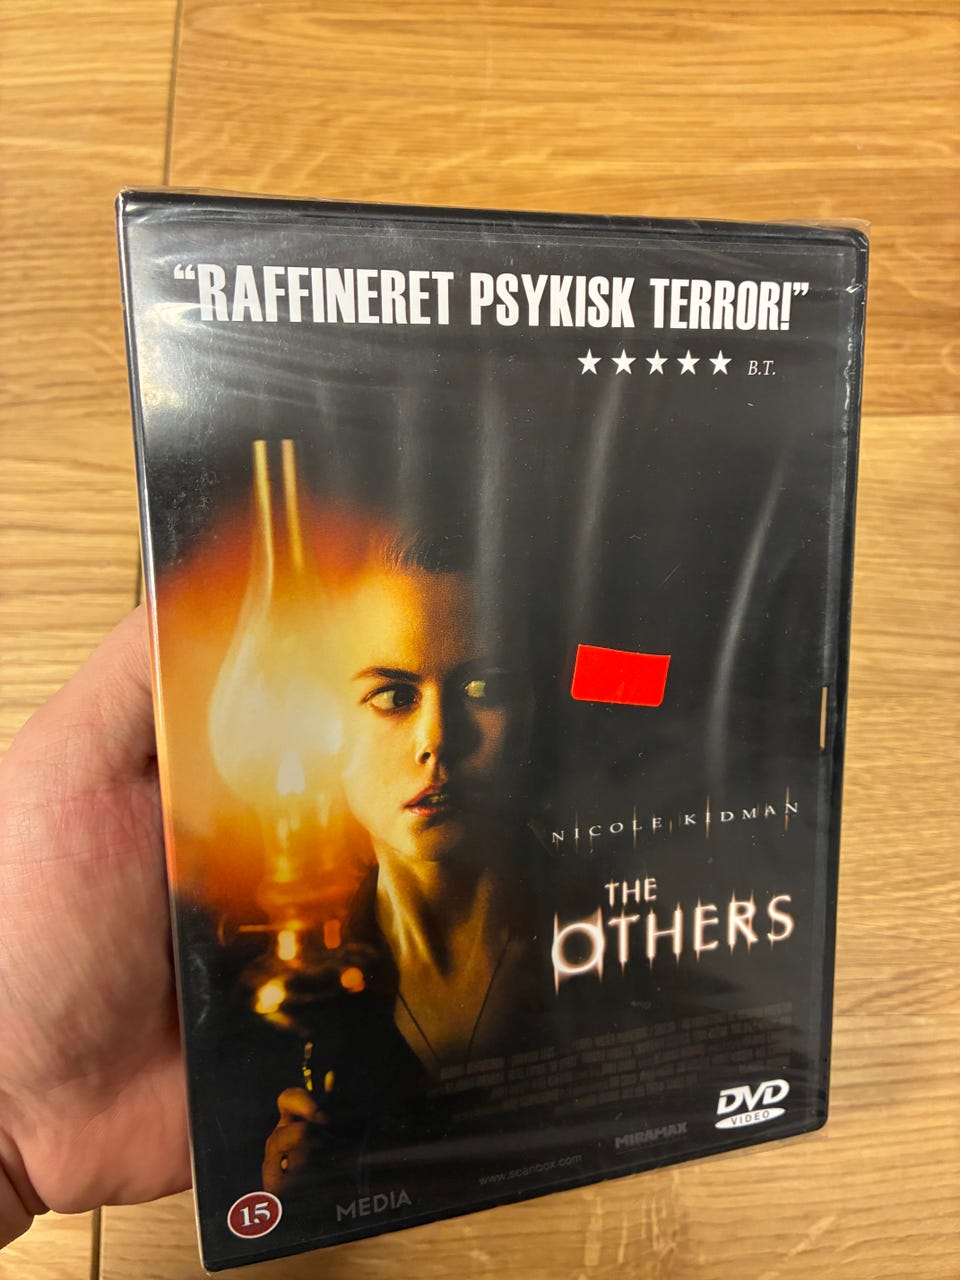 “RAFFINERET PSYKISK TERROR!”
★★★★★ B.T.
NICOLE KIDMAN
THE
OTHERS
DVD
VIDEO
MIRAMAX
www.scanbox.com
MEDIA
15